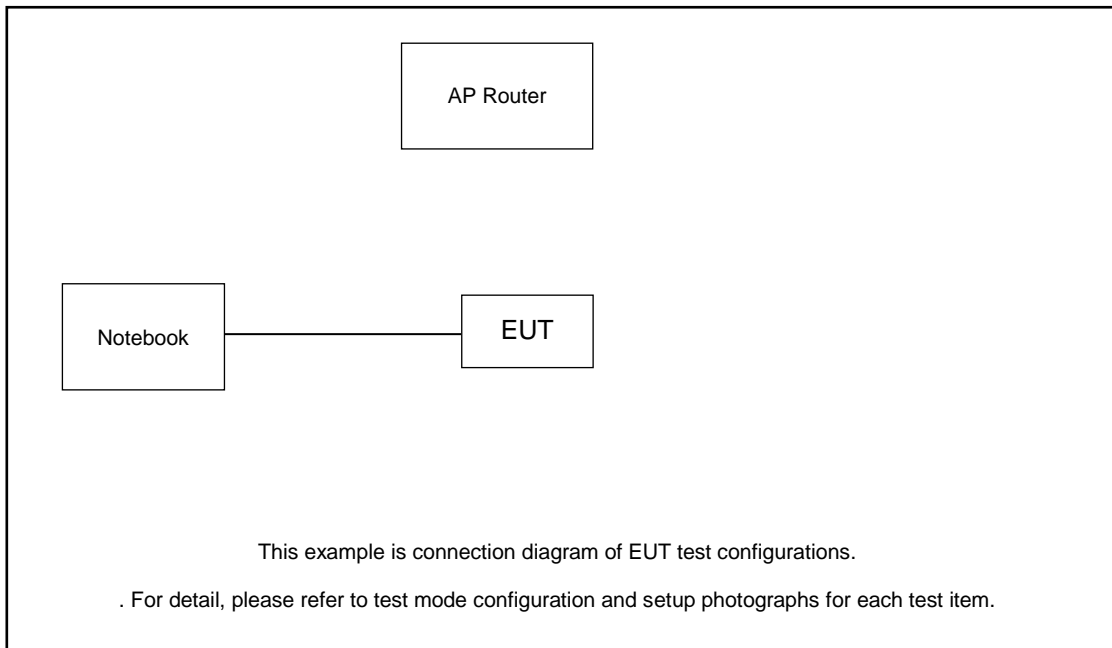 AP Router
Notebook
EUT
This example is connection diagram of EUT test configurations.
. For detail, please refer to test mode configuration and setup photographs for each test item.